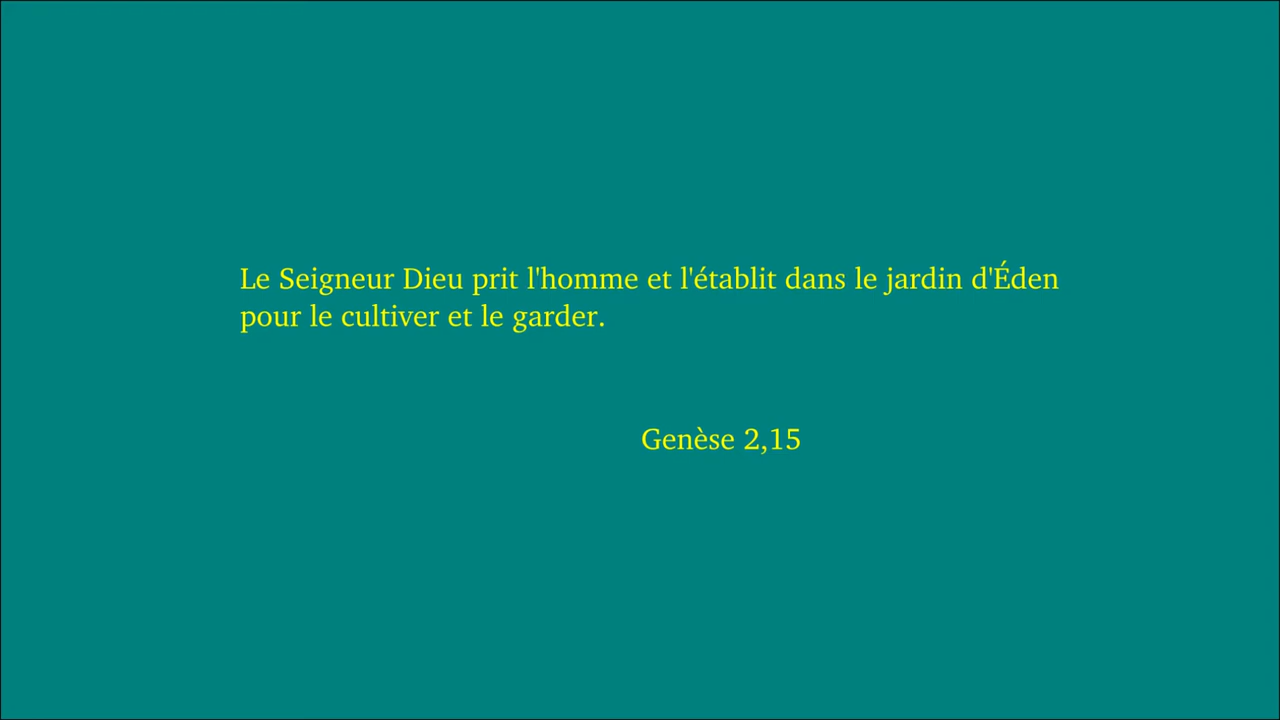 Le Seigneur Dieu prit l'homme et l'établit dans le jardin d'Éden
pour le cultiver et le garder.
Genèse 2,15